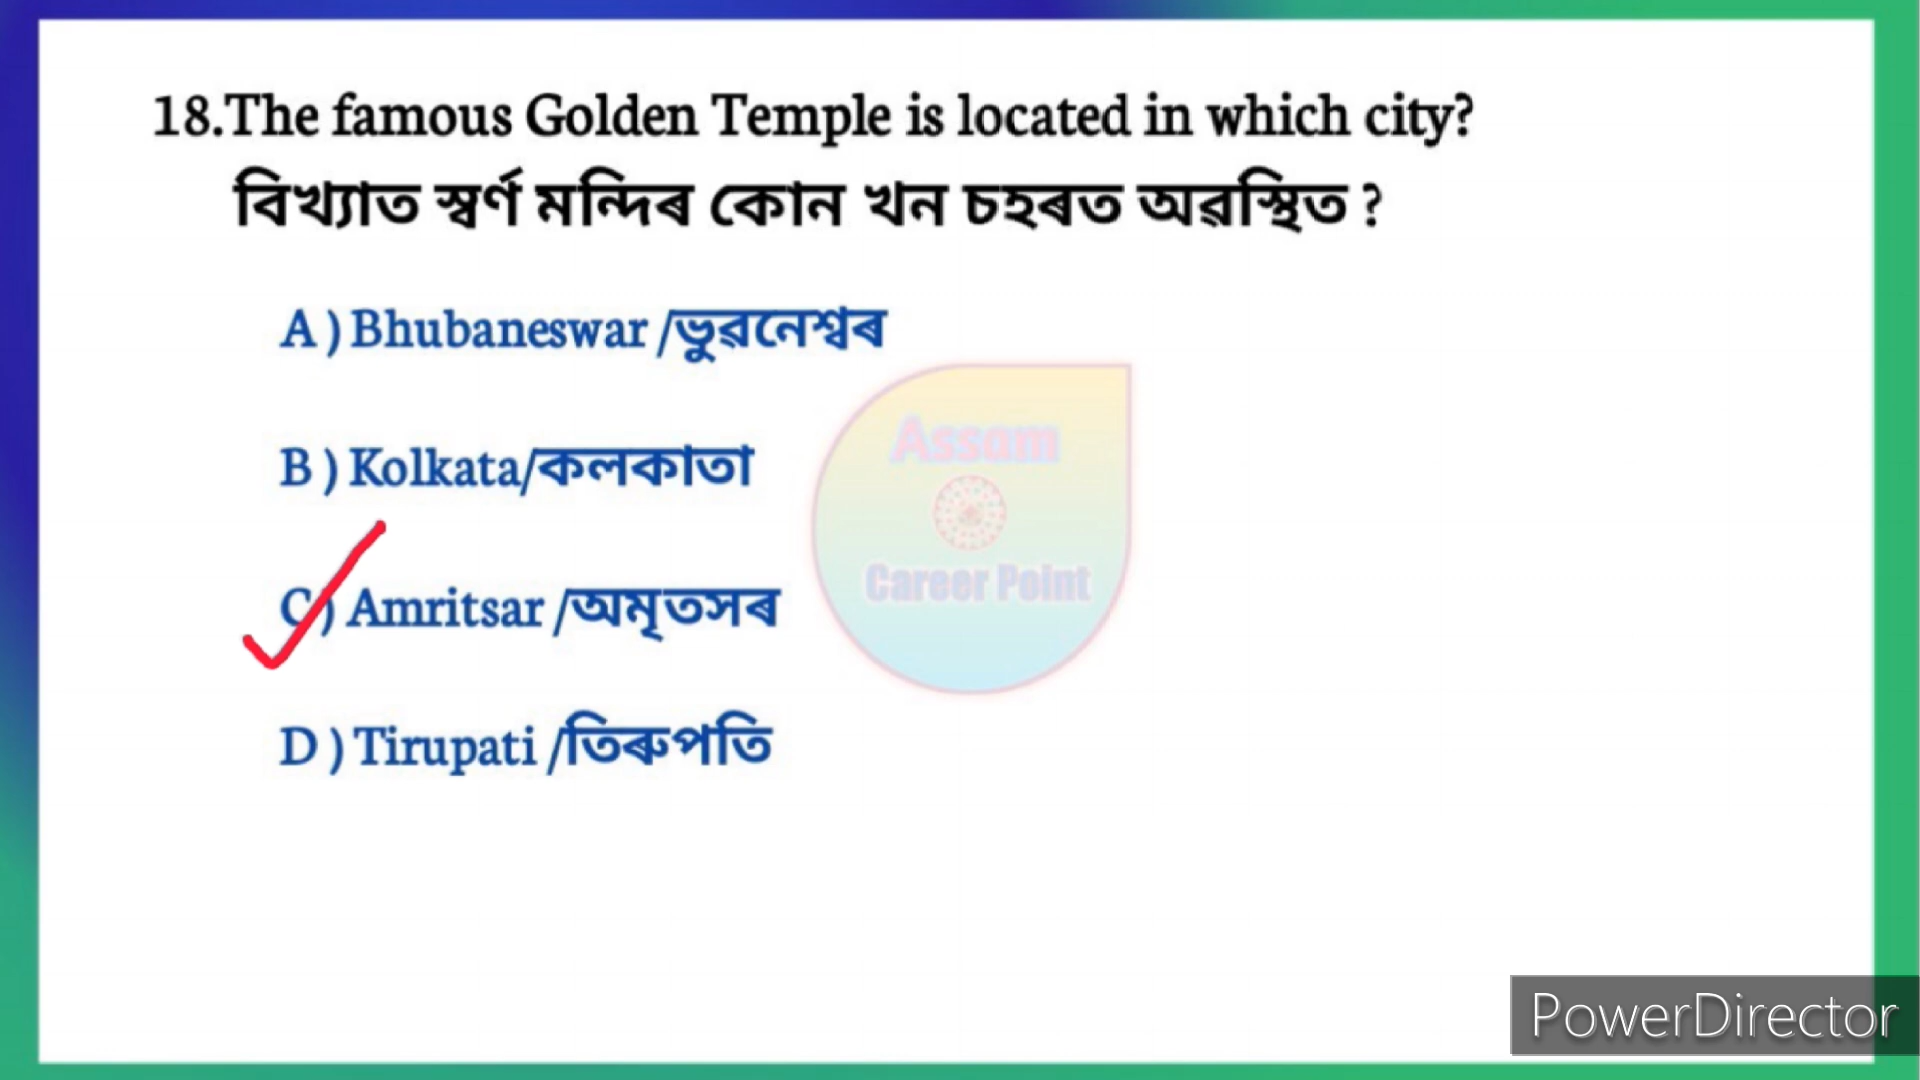 18.The famous Golden Temple is located in which city?
বিখ্যাত স্বৰ্ণ মন্দিৰ কোন খন চহৰত অৱস্থিত ?
A ) Bhubaneswar /ভুৱনেশ্বৰ
B ) Kolkata/কলকাতা
C ) Amritsar /অমৃতসৰ
D ) Tirupati /তিৰুপতি
Assam
Career Point
PowerDirector